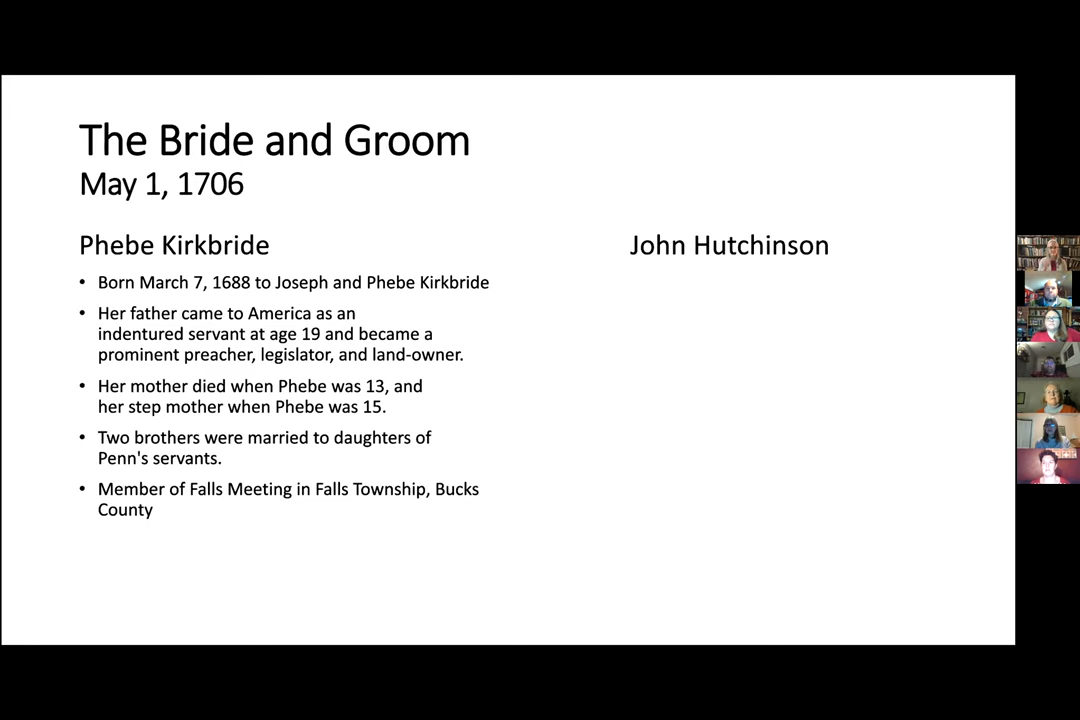 The Bride and Groom
May 1, 1706
Phebe Kirkbride
• Born March 7, 1688 to Joseph and Phebe Kirkbride
• Her father came to America as an
indentured servant at age 19 and became a
prominent preacher, legislator, and land-owner.
• Her mother died when Phebe was 13, and
her step mother when Phebe was 15.
• Two brothers were married to daughters of
Penn's servants.
• Member of Falls Meeting in Falls Township, Bucks
County
John Hutchinson